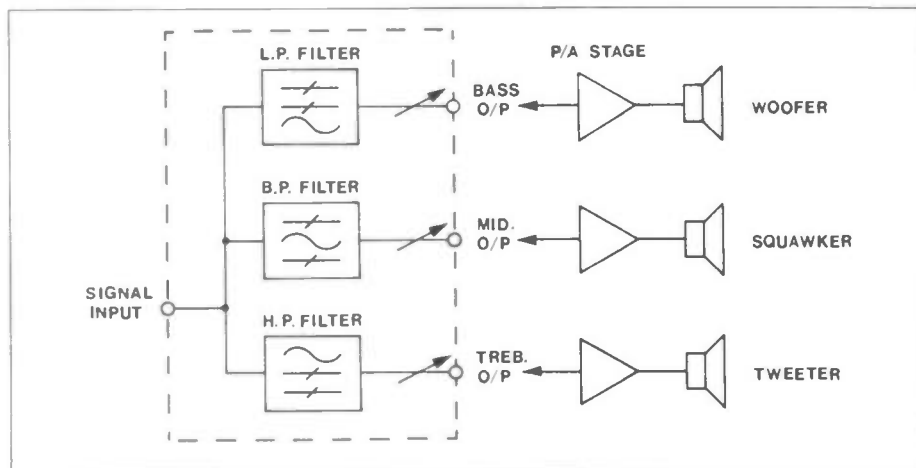 L.P. FILTER
P/A STAGE
BASS
O/P
WOOFER
B.P. FILTER
MID.
O/P
SQUAWKER
SIGNAL
INPUT
H.P. FILTER
TREB.
O/P
TWEETER